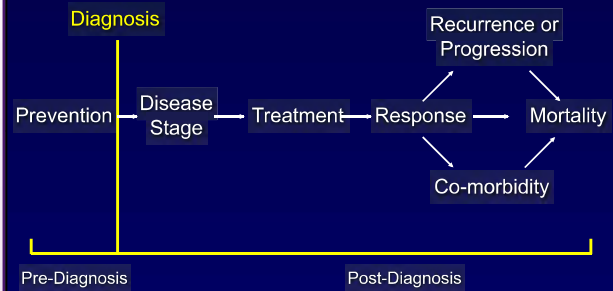 Diagnosis
Recurrence or
Progression
Prevention
Disease
Stage
Treatment
Response
Mortality
Co-morbidity
Pre-Diagnosis
Post-Diagnosis